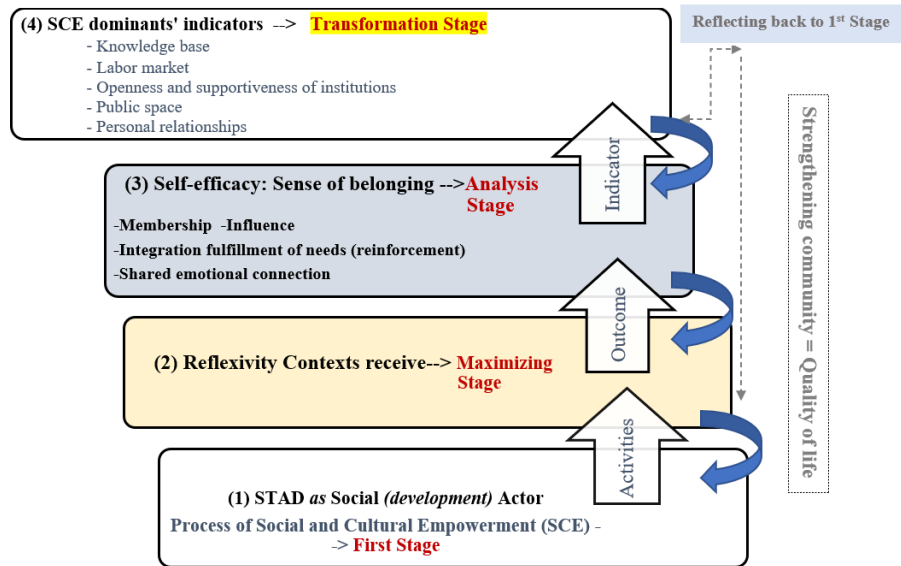 (4) SCE dominants' indicators --> Transformation Stage
- Knowledge base
- Labor market
- Openness and supportiveness of institutions
- Public space
- Personal relationships
Reflecting back to 1st Stage
Indicator
(3) Self-efficacy: Sense of belonging -->Analysis
Stage
-Membership -Influence
-Integration fulfillment of needs (reinforcement)
-Shared emotional connection
Outcome
(2) Reflexivity Contexts receive--> Maximizing
Stage
Activities
(1) STAD as Social (development) Actor
Process of Social and Cultural Empowerment (SCE) -
-> First Stage
Strengthening community = Quality of life